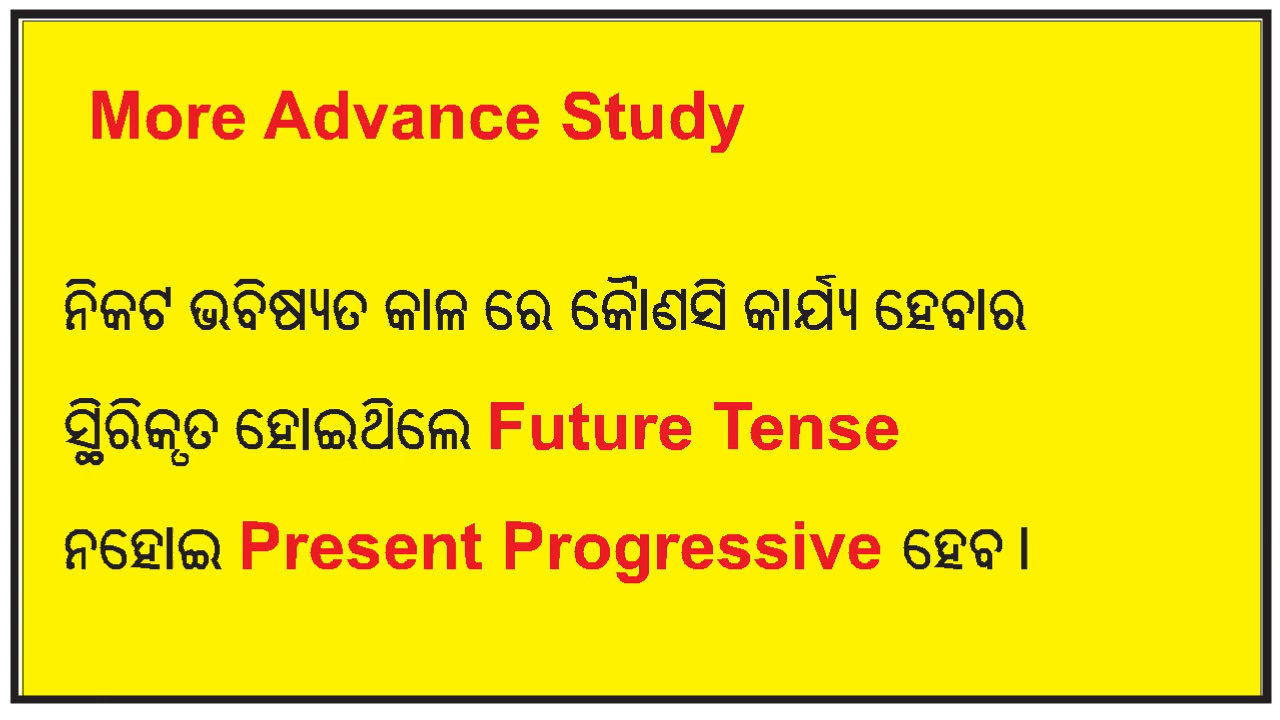 More Advance Study
ନିକଟ ଭବିଷ୍ୟତ କାଳ ରେ କୌଣସି କାର୍ଯ୍ୟ ହେବାର
ସ୍ଥିରିକୃତ ହୋଇଥିଲେ Future Tense
ନହୋଇ Present Progressive ହେବ ।